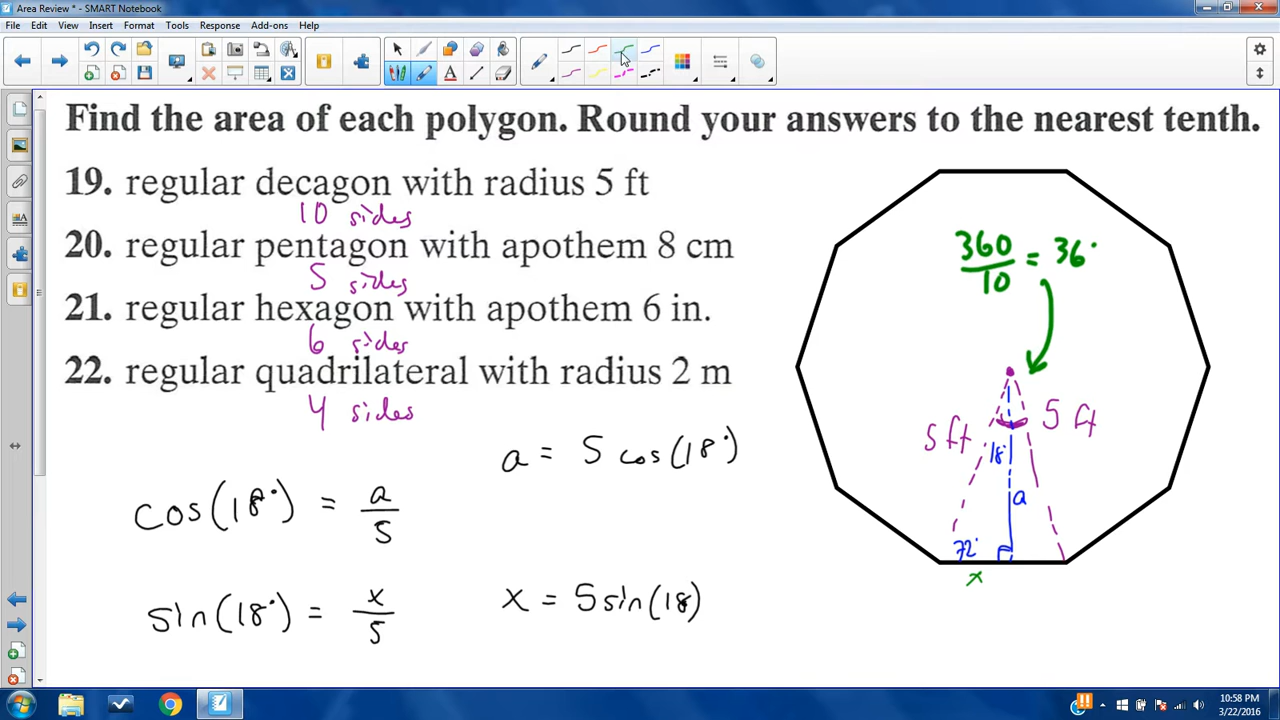 Area Review * - SMART Notebook
File Edit View Insert Format Tools Response Add-ons Help
Find the area of each polygon. Round your answers to the nearest tenth.
19. regular decagon with radius 5 ft
10 sides
20. regular pentagon with apothem 8 cm
5 sides
21. regular hexagon with apothem 6 in.
6 sides
22. regular quadrilateral with radius 2 m
4 sides
360/10 = 36°
5 ft
5 ft
18°
a
72°
x
a = 5 cos(18°)
cos(18°) = a/5
sin(18°) = x/5
x = 5sin(18)
10:58 PM
3/22/2016